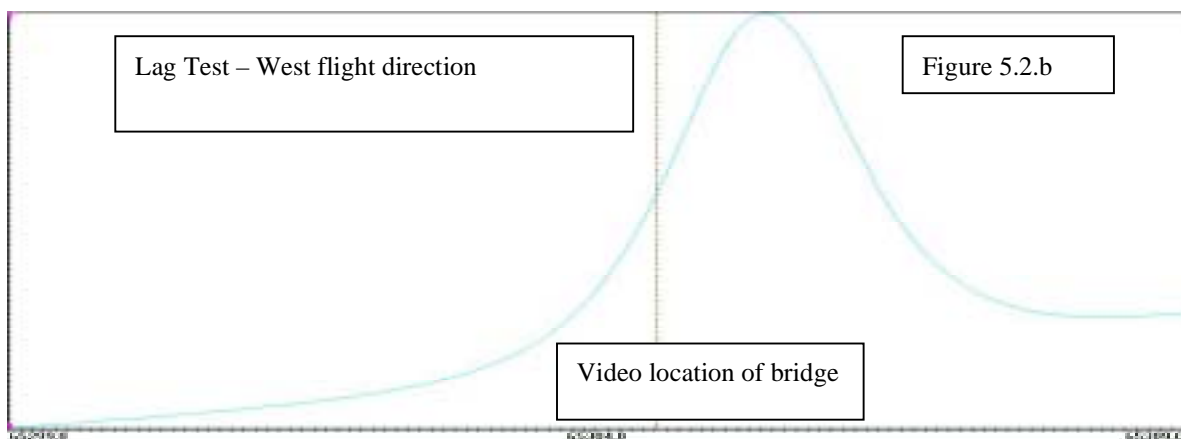 Lag Test – West flight direction
Figure 5.2.b
Video location of bridge